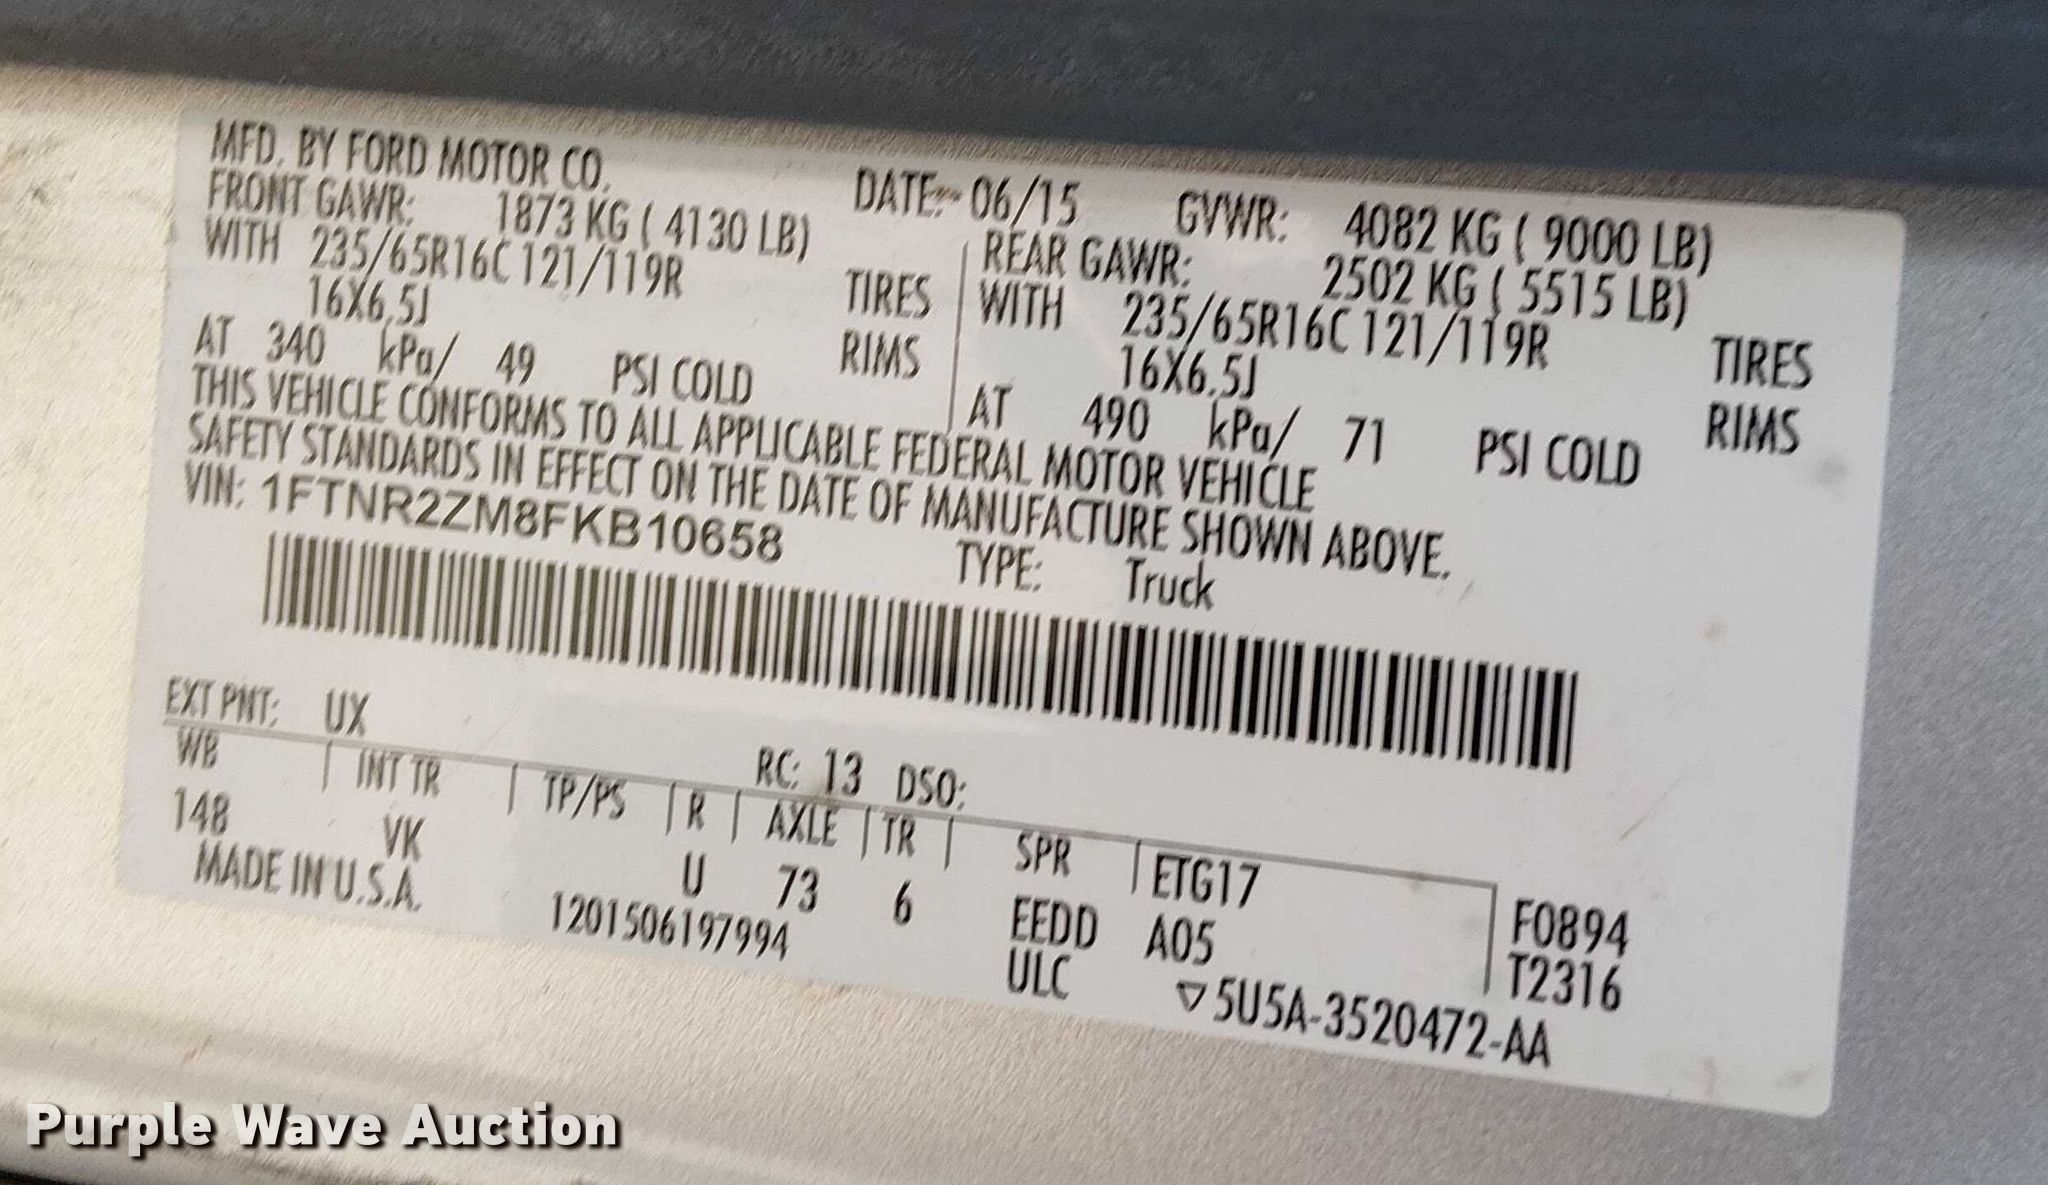 MFD. BY FORD MOTOR CO.
DATE: 06/15 GVWR: 4082 KG ( 9000 LB)
FRONT GAWR: 1873 KG ( 4130 LB) REAR GAWR: 2502 KG ( 5515 LB)
WITH 235/65R16C 121/119R TIRES WITH 235/65R16C 121/119R TIRES
16X6.5J RIMS 16X6.5J RIMS
AT 340 kPa/ 49 PSI COLD AT 490 kPa/ 71 PSI COLD
THIS VEHICLE CONFORMS TO ALL APPLICABLE FEDERAL MOTOR VEHICLE
SAFETY STANDARDS IN EFFECT ON THE DATE OF MANUFACTURE SHOWN ABOVE.
VIN: 1FTNR2ZM8FKB10658 TYPE: Truck
EXT PNT: UX RC: 13 DSO:
WB | INT TR | TP/PS | R | AXLE | TR | SPR | ETG17 F0894
148 VK U 73 6 EEDD A05 T2316
MADE IN U.S.A. 1201506197994 ULC ▽5U5A-3520472-AA
Purple Wave Auction